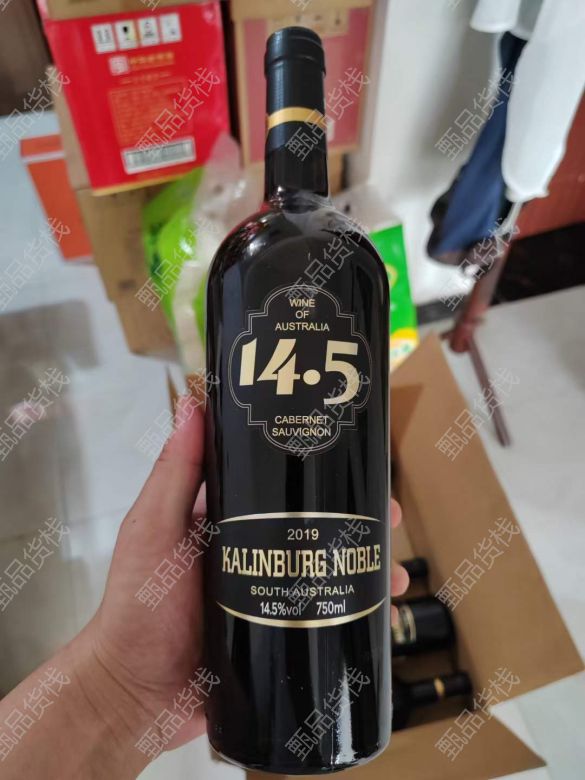 WINE
OF
AUSTRALIA
14.5
CABERNET
SAUVIGNON
2019
KALINBURG NOBLE
SOUTH AUSTRALIA
14.5%vol 750ml
甄品货栈